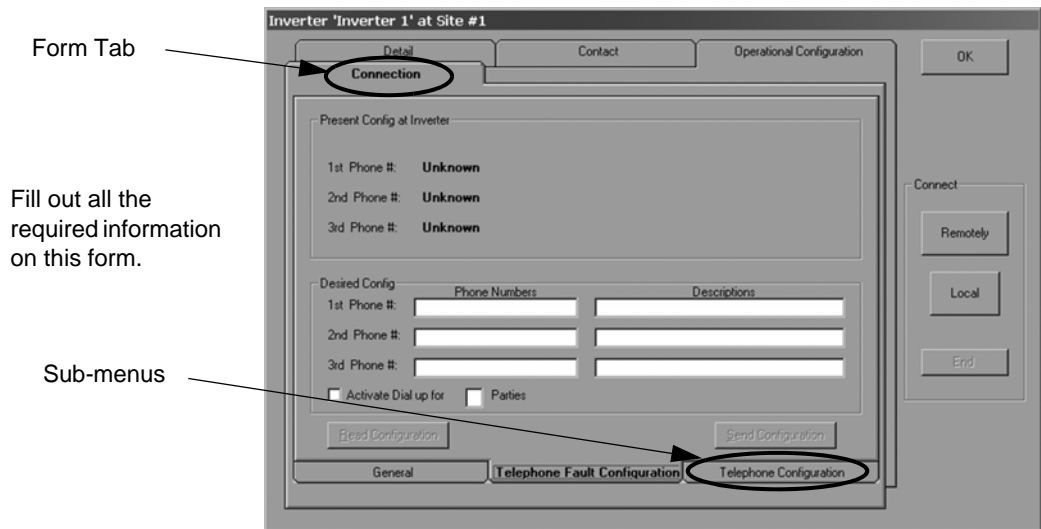 Inverter 'Inverter 1' at Site #1
Form Tab
Detail
Contact
Operational Configuration
OK
Connection
Present Config at Inverter
1st Phone #: Unknown
2nd Phone #: Unknown
3rd Phone #: Unknown
Fill out all the
required information
on this form.
Connect
Remotely
Local
End
Desired Config
Phone Numbers
Descriptions
1st Phone #:
2nd Phone #:
3rd Phone #:
Sub-menus
Activate Dial up for
Parties
Read Configuration
Send Configuration
General
Telephone Fault Configuration
Telephone Configuration